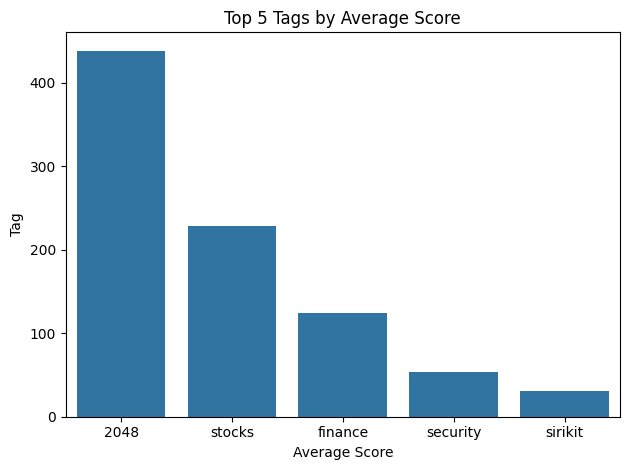 Top 5 Tags by Average Score
Tag
400
300
200
100
0
2048 stocks finance security sirikit
Average Score